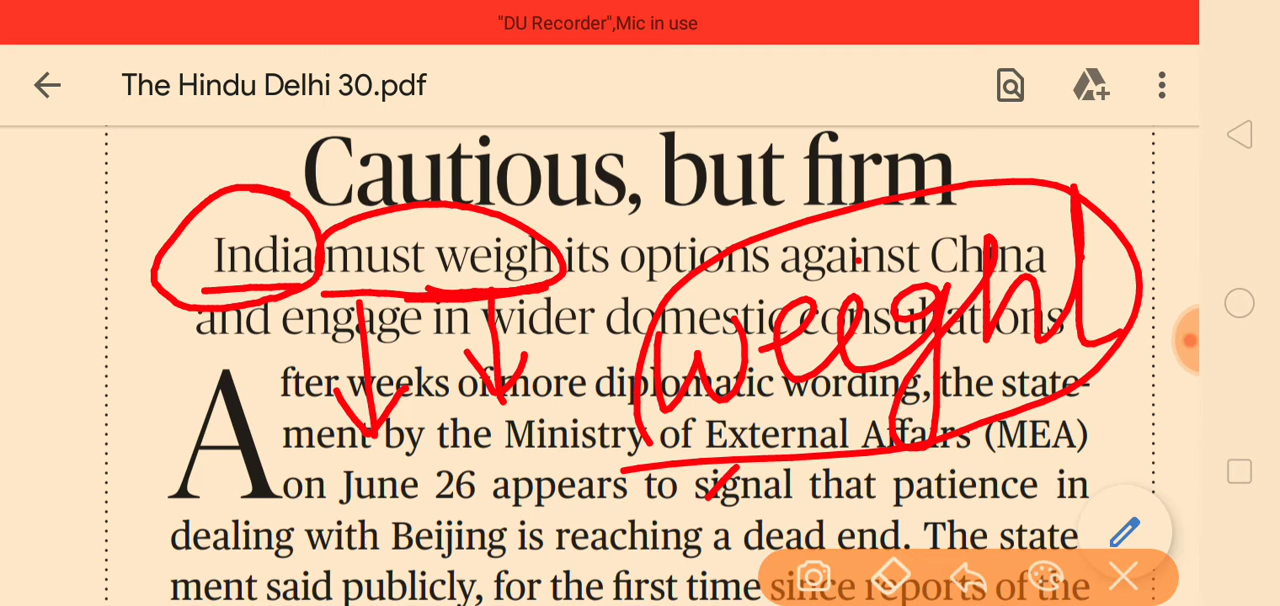 "DU Recorder",Mic in use
The Hindu Delhi 30.pdf
Cautious, but firm
India must weigh its options against China
and engage in wider domestic consultations
weeght
After weeks of more diplomatic wording, the state-
ment by the Ministry of External Affairs (MEA)
on June 26 appears to signal that patience in
dealing with Beijing is reaching a dead end. The state
ment said publicly, for the first time since reports of the